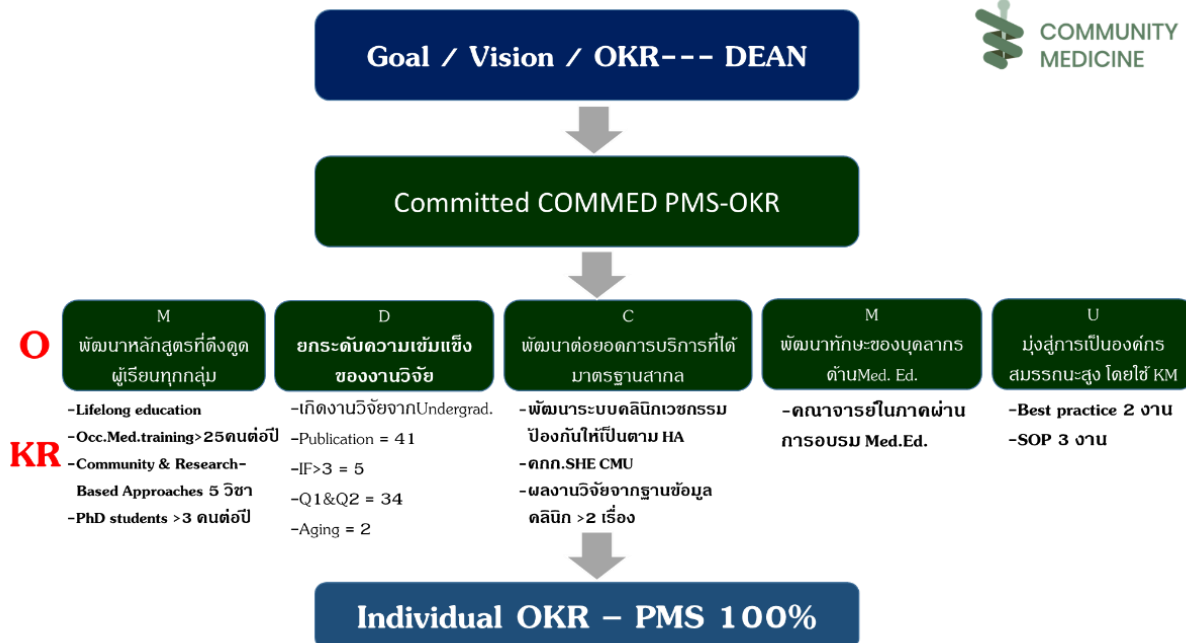 COMMUNITY
MEDICINE
Goal / Vision / OKR--- DEAN
Committed COMMED PMS-OKR
O
M
พัฒนาหลักสูตรที่ดึงดูด
ผู้เรียนทุกกลุ่ม
D
ยกระดับความเข้มแข็ง
ของงานวิจัย
C
พัฒนาต่อยอดการบริการที่ได้
มาตรฐานสากล
M
พัฒนาทักษะของบุคลากร
ด้านMed. Ed.
U
มุ่งสู่การเป็นองค์กร
สมรรถนะสูง โดยใช้ KM
KR
-Lifelong education
-Occ.Med.training>25คนต่อปี
-Community & Research-
Based Approaches 5 วิชา
-PhD students >3 คนต่อปี
-เกิดงานวิจัยจากUndergrad.
-Publication = 41
-IF>3 = 5
-Q1&Q2 = 34
-Aging = 2
-พัฒนาระบบคลินิกเวชกรรม
ป้องกันให้เป็นตาม HA
-คกก.SHE CMU
-ผลงานวิจัยจากฐานข้อมูล
คลินิก >2 เรื่อง
-คณาจารย์ในภาคผ่าน
การอบรม Med.Ed.
-Best practice 2 งาน
-SOP 3 งาน
Individual OKR – PMS 100%